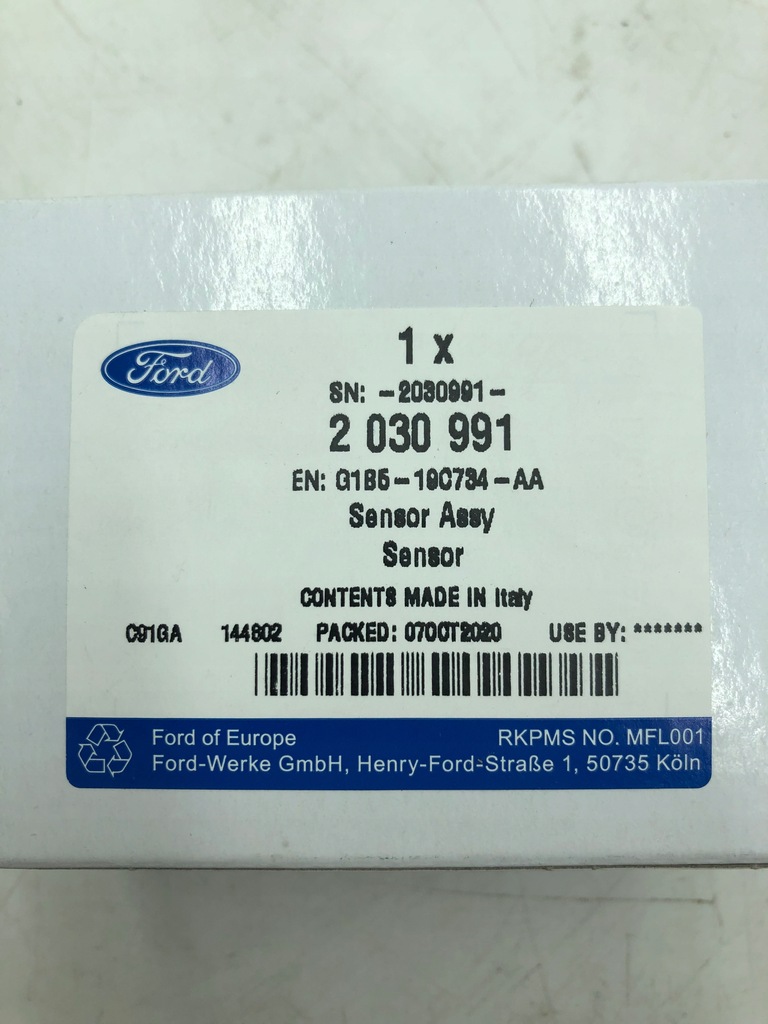 Ford
1 x
SN: -2030991-
2 030 991
EN: G1B5-19C734-AA
Sensor Assy
Sensor
CONTENTS MADE IN Italy
C91GA 144802 PACKED: 07OCT2020 USE BY: *******
Ford of Europe RKPMS NO. MFL001
Ford-Werke GmbH, Henry-Ford-Straße 1, 50735 Köln